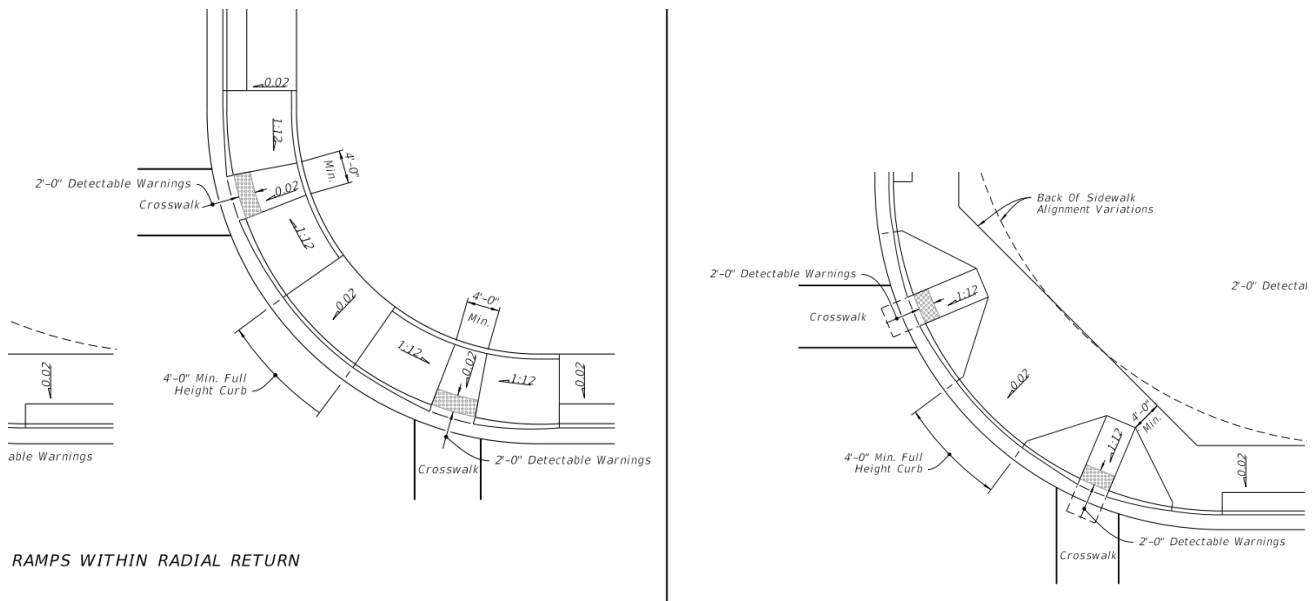 0.02
1:12
4'-0"
Min.
2'-0" Detectable Warnings
0.02
Crosswalk
1:12
0.02
4'-0"
Min.
1:12
0.02
1:12
0.02
0.02
4'-0" Min. Full
Height Curb
able Warnings
Crosswalk
2'-0" Detectable Warnings
RAMPS WITHIN RADIAL RETURN
Back Of Sidewalk
Alignment Variations
2'-0" Detectable Warnings
2'-0" Detecta
1:12
Crosswalk
0.02
4'-0"
Min.
1:12
4'-0" Min. Full
Height Curb
0.02
2'-0" Detectable Warnings
Crosswalk